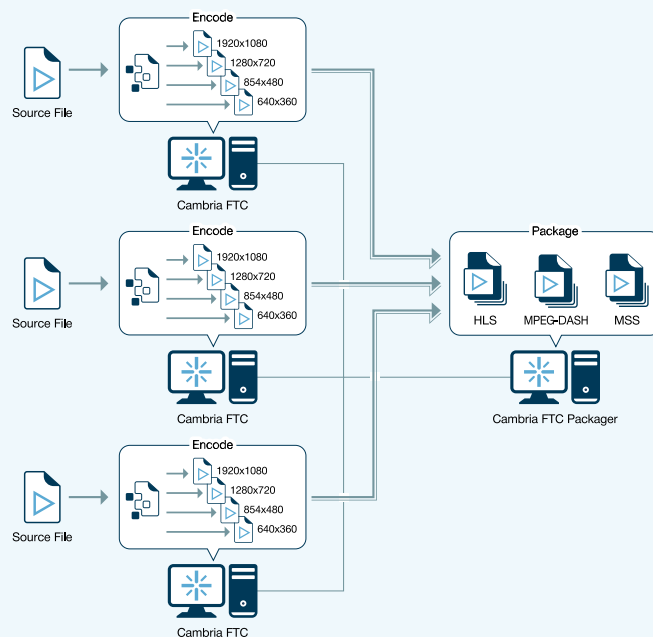 Encode
1920x1080
1280x720
854x480
640x360
Source File
Cambria FTC
Encode
1920x1080
1280x720
854x480
640x360
Source File
Cambria FTC
Package
HLS
MPEG-DASH
MSS
Cambria FTC Packager
Encode
1920x1080
1280x720
854x480
640x360
Source File
Cambria FTC